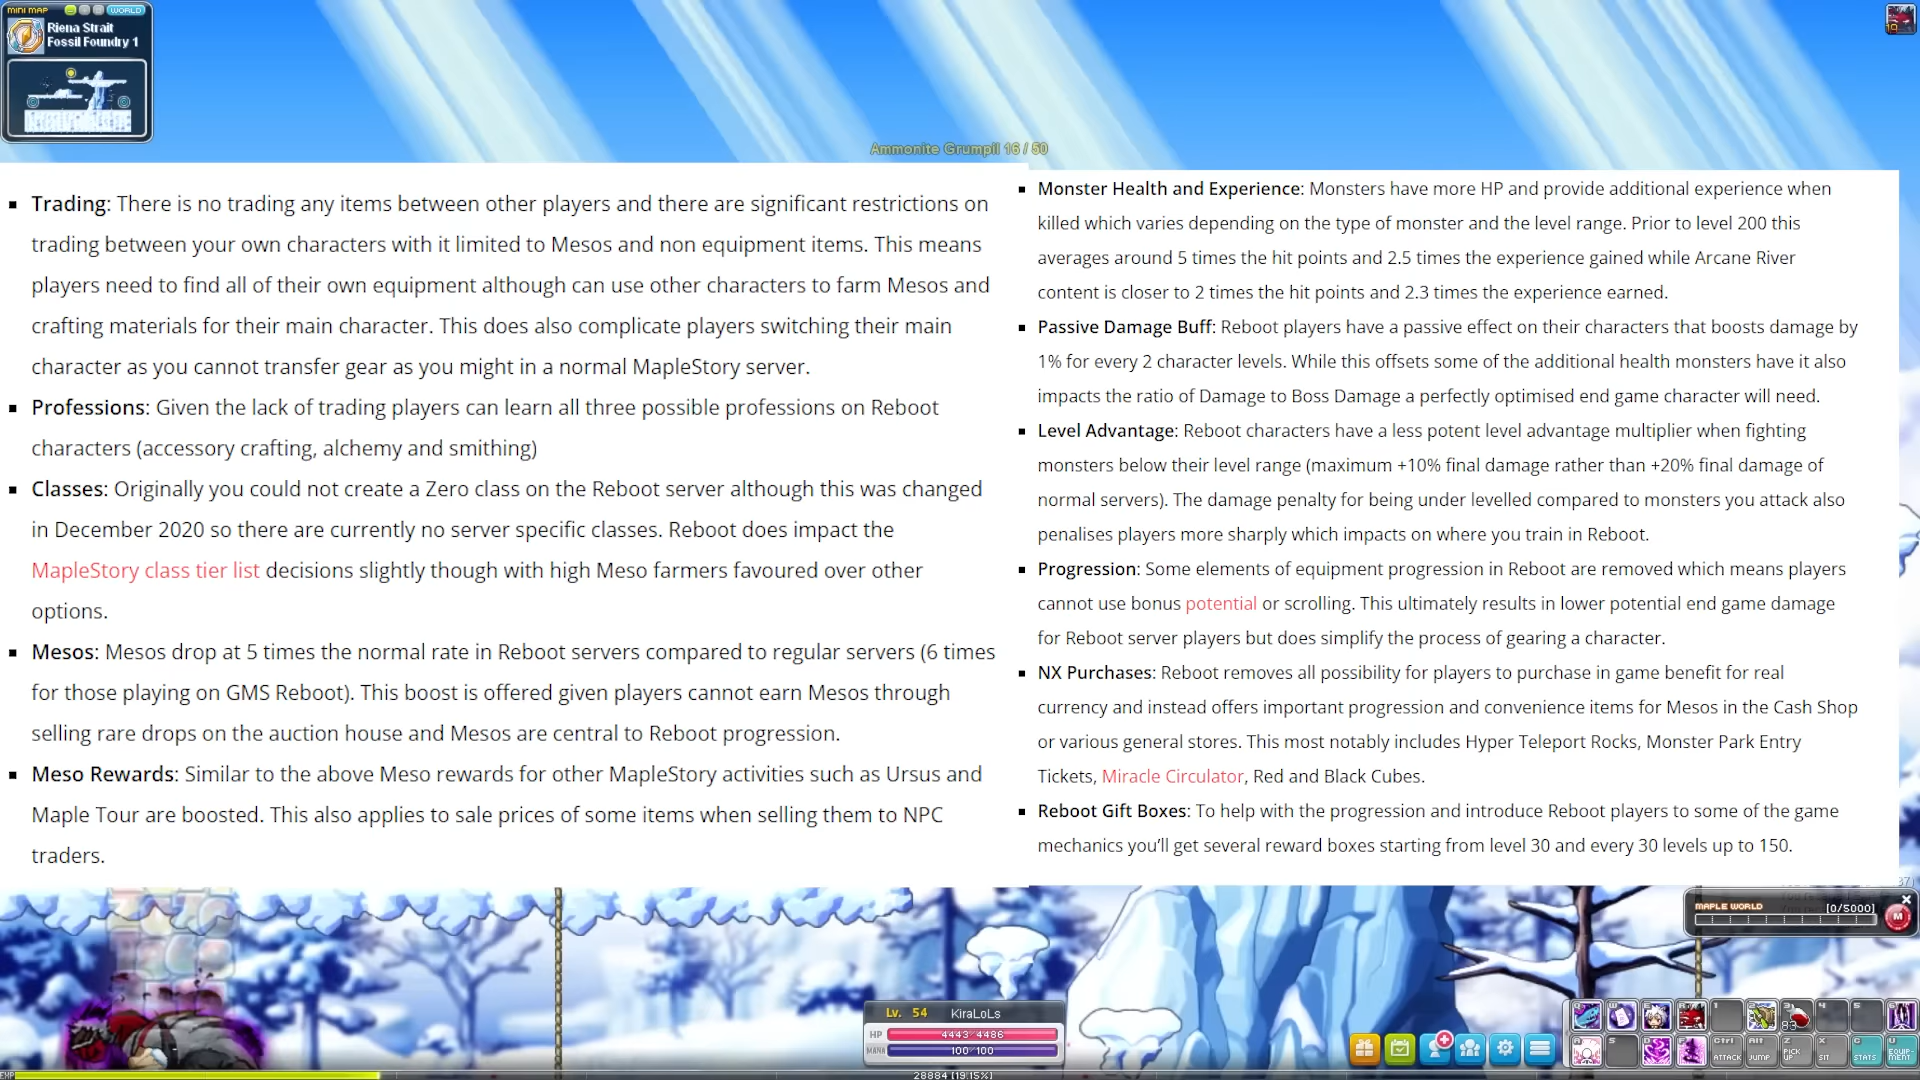 MINI MAP
WORLD
Riena Strait
Fossil Foundry 1
19
Ammonite Grumpll 16 / 50
Trading: There is no trading any items between other players and there are significant restrictions on
trading between your own characters with it limited to Mesos and non equipment items. This means
players need to find all of their own equipment although can use other characters to farm Mesos and
crafting materials for their main character. This does also complicate players switching their main
character as you cannot transfer gear as you might in a normal MapleStory server.
Professions: Given the lack of trading players can learn all three possible professions on Reboot
characters (accessory crafting, alchemy and smithing)
Classes: Originally you could not create a Zero class on the Reboot server although this was changed
in December 2020 so there are currently no server specific classes. Reboot does impact the
MapleStory class tier list decisions slightly though with high Meso farmers favoured over other
options.
Mesos: Mesos drop at 5 times the normal rate in Reboot servers compared to regular servers (6 times
for those playing on GMS Reboot). This boost is offered given players cannot earn Mesos through
selling rare drops on the auction house and Mesos are central to Reboot progression.
Meso Rewards: Similar to the above Meso rewards for other MapleStory activities such as Ursus and
Maple Tour are boosted. This also applies to sale prices of some items when selling them to NPC
traders.
Monster Health and Experience: Monsters have more HP and provide additional experience when
killed which varies depending on the type of monster and the level range. Prior to level 200 this
averages around 5 times the hit points and 2.5 times the experience gained while Arcane River
content is closer to 2 times the hit points and 2.3 times the experience earned.
Passive Damage Buff: Reboot players have a passive effect on their characters that boosts damage by
1% for every 2 character levels. While this offsets some of the additional health monsters have it also
impacts the ratio of Damage to Boss Damage a perfectly optimised end game character will need.
Level Advantage: Reboot characters have a less potent level advantage multiplier when fighting
monsters below their level range (maximum +10% final damage rather than +20% final damage of
normal servers). The damage penalty for being under levelled compared to monsters you attack also
penalises players more sharply which impacts on where you train in Reboot.
Progression: Some elements of equipment progression in Reboot are removed which means players
cannot use bonus potential or scrolling. This ultimately results in lower potential end game damage
for Reboot server players but does simplify the process of gearing a character.
NX Purchases: Reboot removes all possibility for players to purchase in game benefit for real
currency and instead offers important progression and convenience items for Mesos in the Cash Shop
or various general stores. This most notably includes Hyper Teleport Rocks, Monster Park Entry
Tickets, Miracle Circulator, Red and Black Cubes.
Reboot Gift Boxes: To help with the progression and introduce Reboot players to some of the game
mechanics you’ll get several reward boxes starting from level 30 and every 30 levels up to 150.
MAPLE WORLD
[0/5000]
M
Lv. 54 KiraLoLs
HP 4443/4486
MANA 100/100
Q W E R 1 2 3 4 5 6
83
A S D F Ctrl ATTACK Alt JUMP Z PICK UP X SIT C STATS U EQUIP-MENT
EXP 28884 [19.15%]